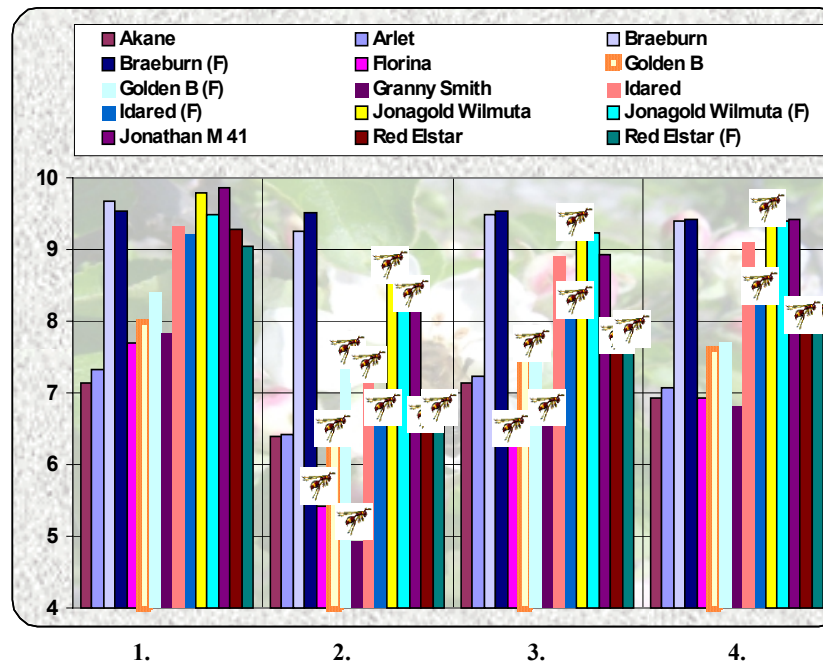 Akane Arlet Braeburn
Braeburn (F) Florina Golden B
Golden B (F) Granny Smith Idared
Idared (F) Jonagold Wilmuta Jonagold Wilmuta (F)
Jonathan M 41 Red Elstar Red Elstar (F)
10
9
8
7
6
5
4
1. 2. 3. 4.